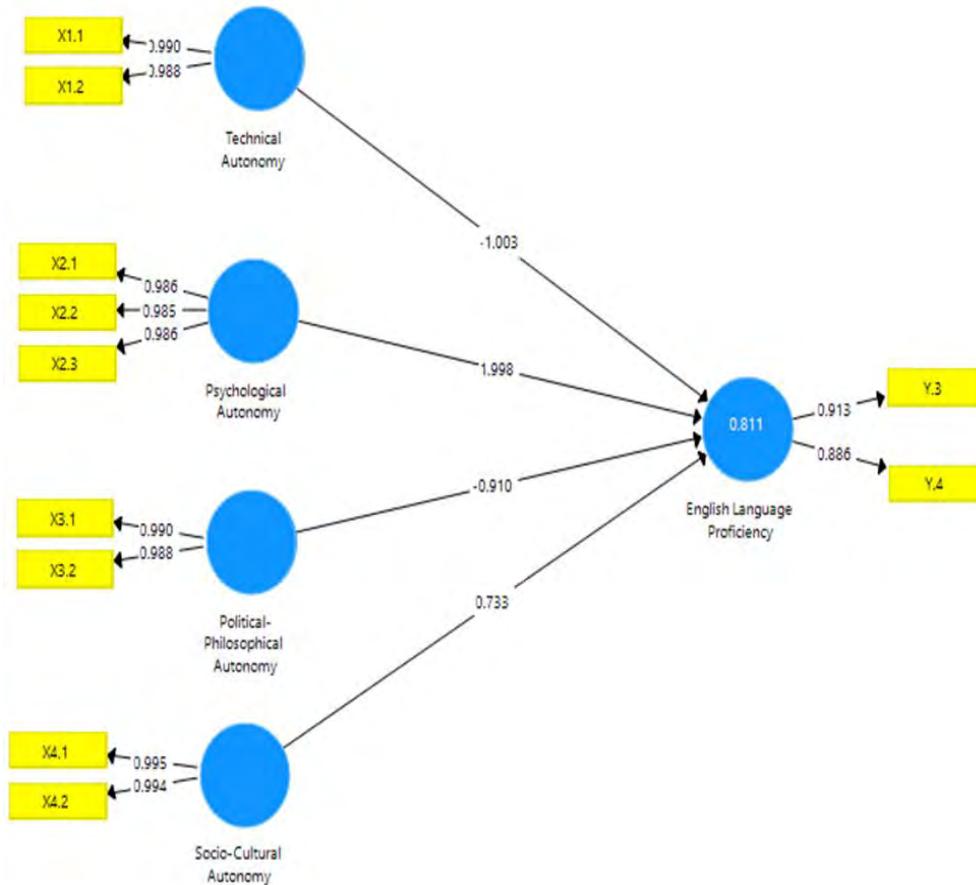 X1.1
0.990
X1.2
0.988
Technical
Autonomy
-1.003
X2.1
0.986
X2.2
0.985
X2.3
0.986
Psychological
Autonomy
1.998
X3.1
0.990
X3.2
0.988
Political-
Philosophical
Autonomy
-0.910
X4.1
0.995
X4.2
0.994
Socio-Cultural
Autonomy
0.733
0.811
English Language
Proficiency
0.913
Y.3
0.886
Y.4